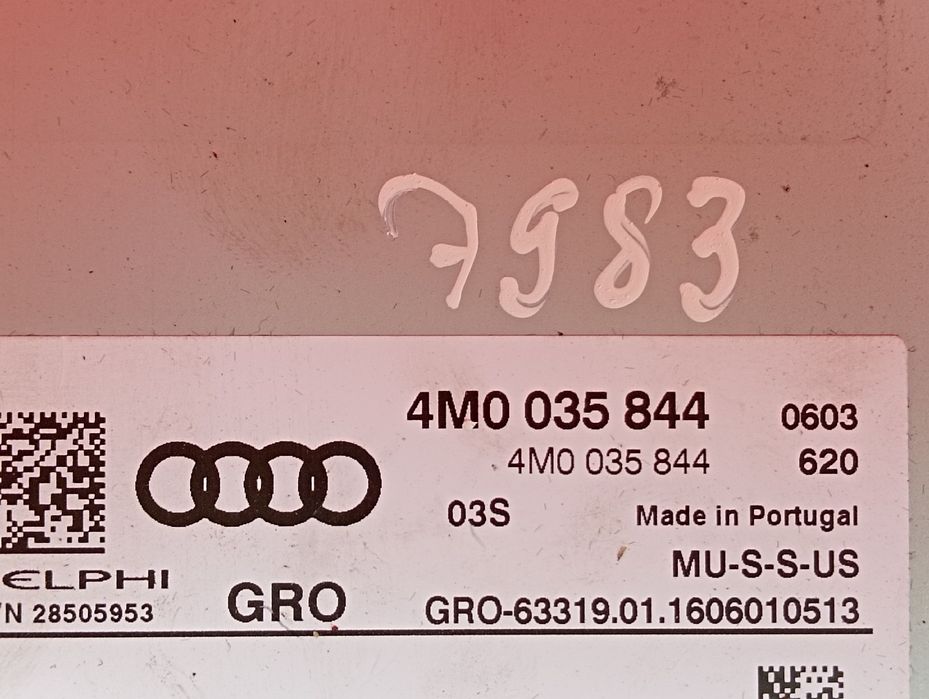 7983
4M0 035 844 0603
4M0 035 844 620
03S Made in Portugal
MU-S-S-US
ELPHI
GRO GRO-63319.01.1606010513
/N 28505953